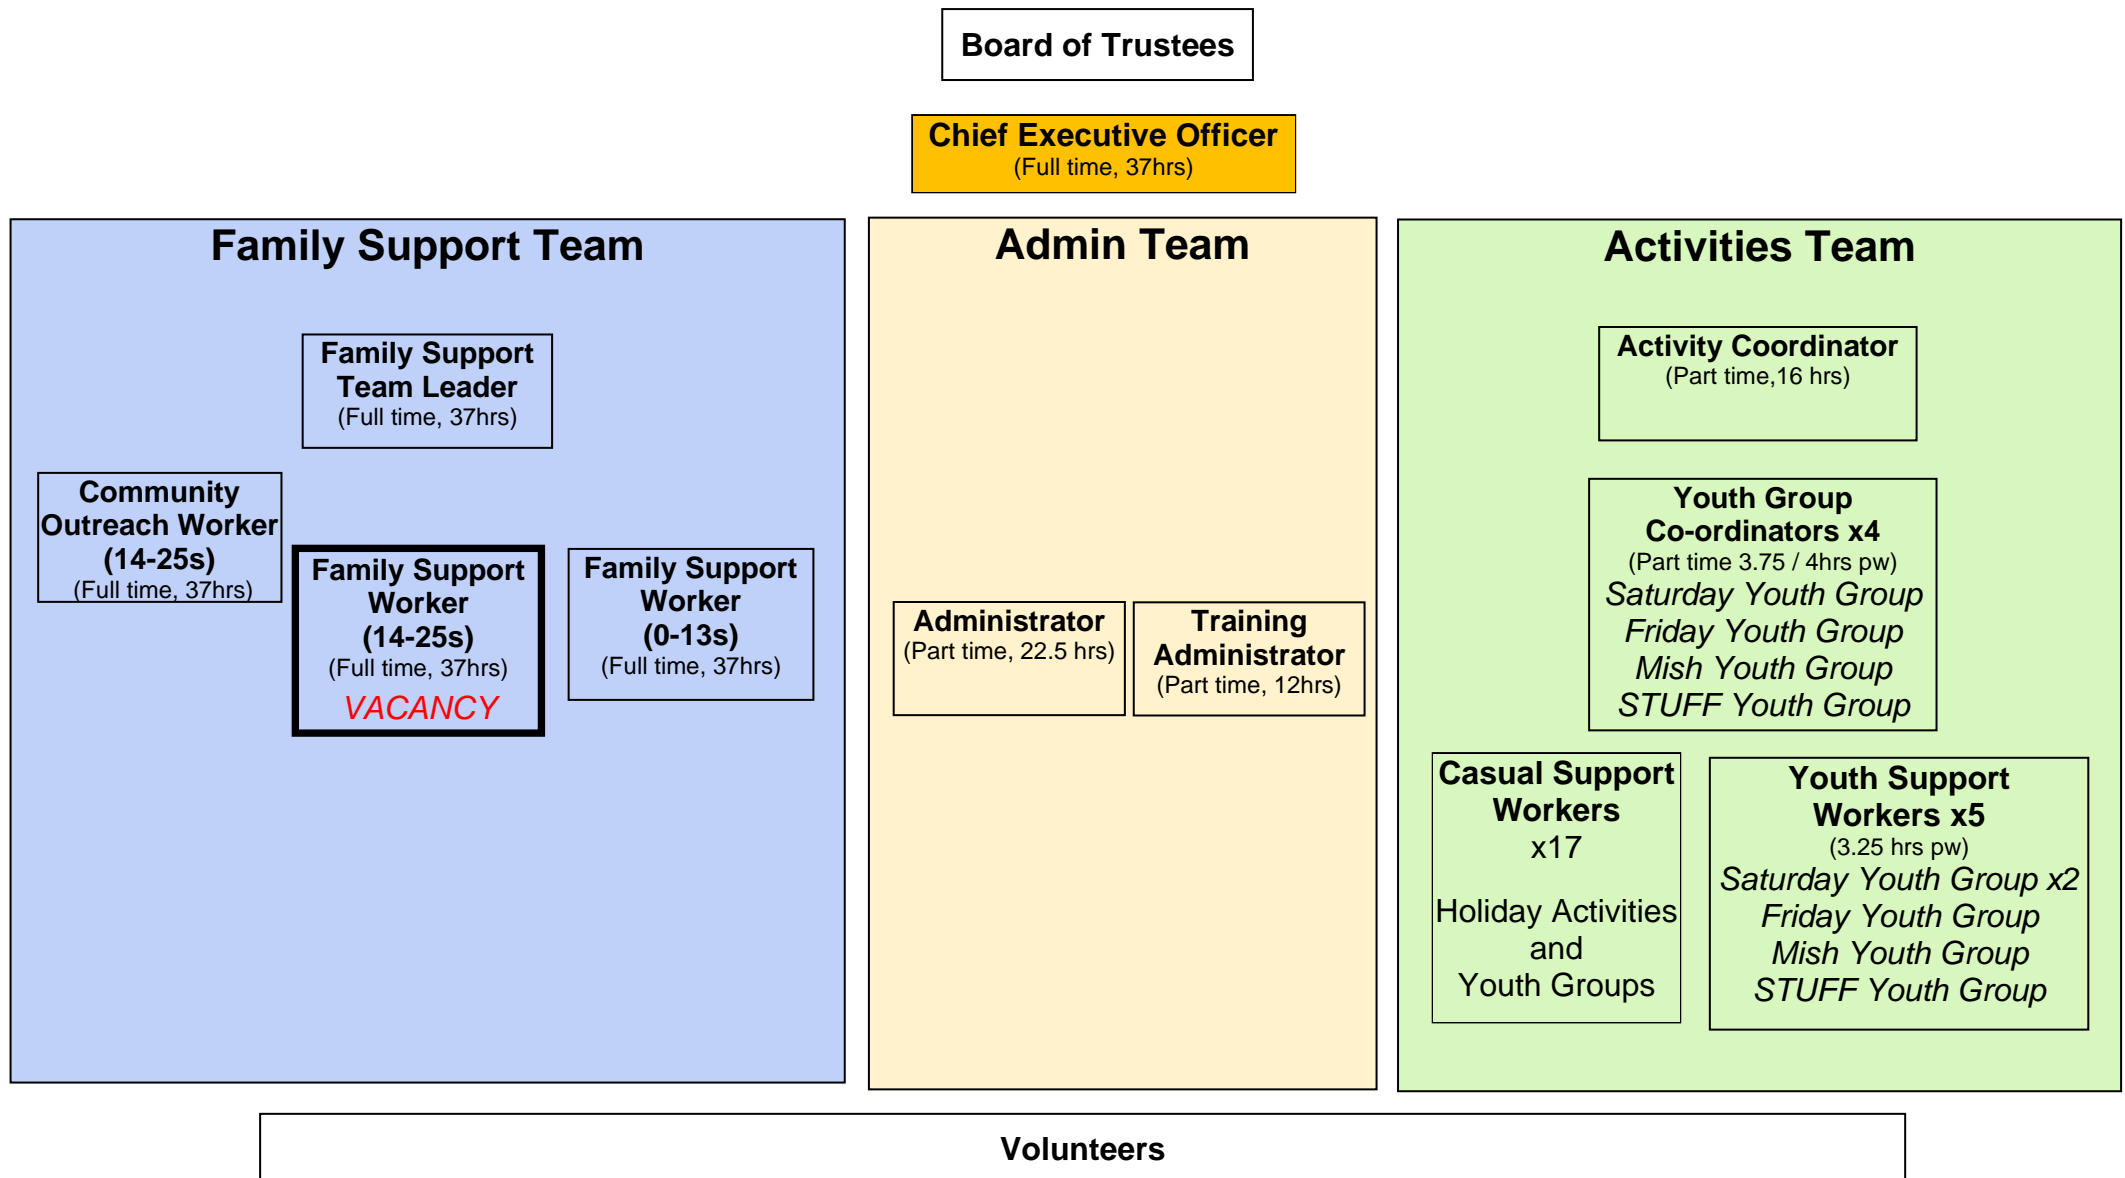 Board of Trustees
Chief Executive Officer
(Full time, 37hrs)
Family Support Team
Family Support
Team Leader
(Full time, 37hrs)
Community
Outreach Worker
(14-25s)
(Full time, 37hrs)
Family Support
Worker
(14-25s)
(Full time, 37hrs)
VACANCY
Family Support
Worker
(0-13s)
(Full time, 37hrs)
Admin Team
Administrator
(Part time, 22.5 hrs)
Training
Administrator
(Part time, 12hrs)
Activities Team
Activity Coordinator
(Part time,16 hrs)
Youth Group
Co-ordinators x4
(Part time 3.75 / 4hrs pw)
Saturday Youth Group
Friday Youth Group
Mish Youth Group
STUFF Youth Group
Casual Support
Workers
x17
Holiday Activities
and
Youth Groups
Youth Support
Workers x5
(3.25 hrs pw)
Saturday Youth Group x2
Friday Youth Group
Mish Youth Group
STUFF Youth Group
Volunteers